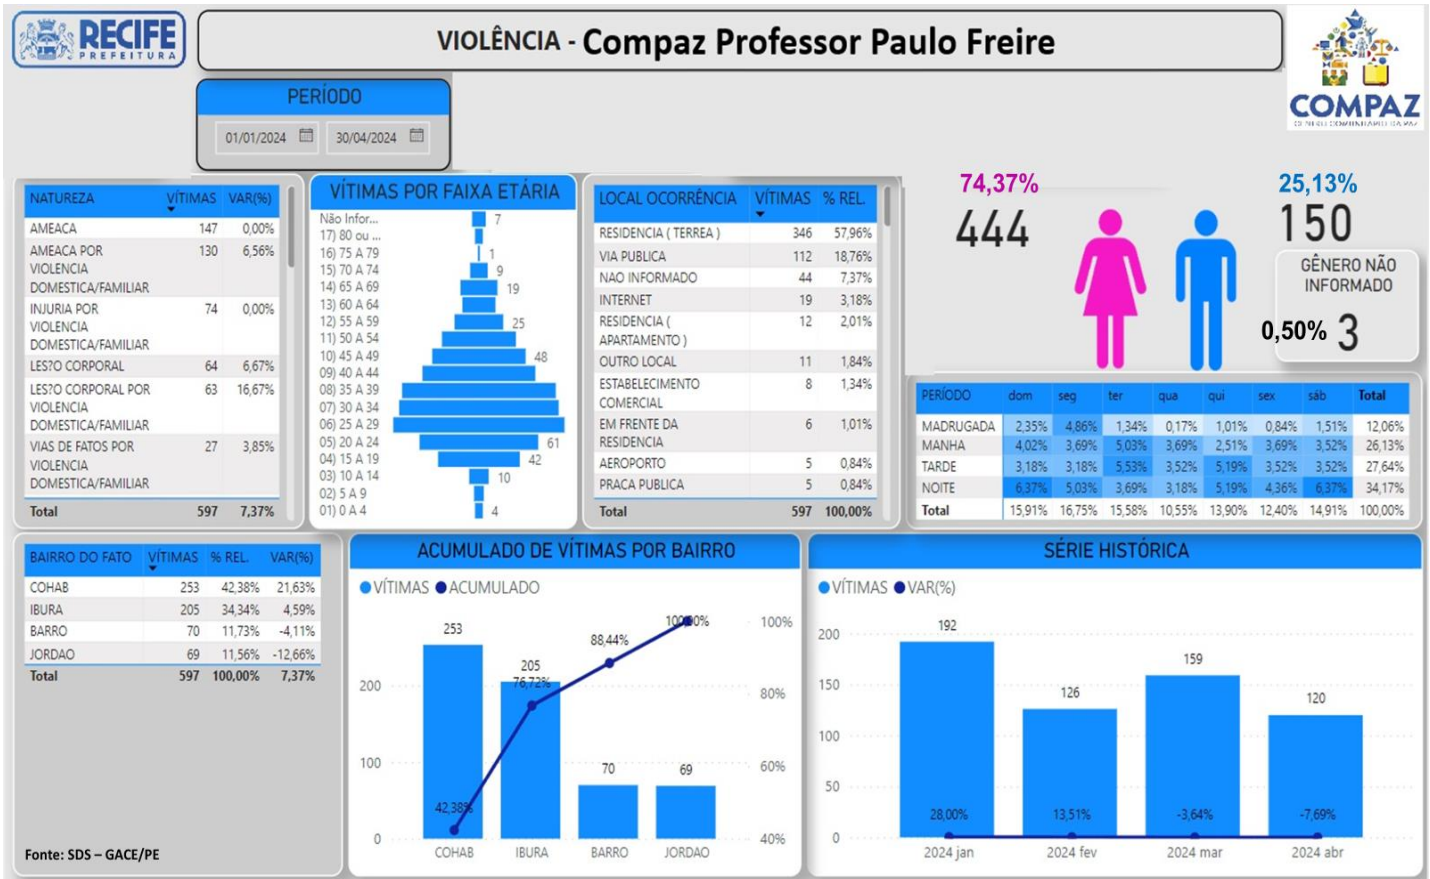 RECIFE
PREFEITURA
VIOLÊNCIA - Compaz Professor Paulo Freire
COMPAZ
CENTRO COMUNITÁRIO DA PAZ
PERÍODO
01/01/2024 30/04/2024
NATUREZA VÍTIMAS VAR(%)
AMEACA 147 0,00%
AMEACA POR 130 6,56%
VIOLENCIA
DOMESTICA/FAMILIAR
INJURIA POR 74 0,00%
VIOLENCIA
DOMESTICA/FAMILIAR
LES?O CORPORAL 64 6,67%
LES?O CORPORAL POR 63 16,67%
VIOLENCIA
DOMESTICA/FAMILIAR
VIAS DE FATOS POR 27 3,85%
VIOLENCIA
DOMESTICA/FAMILIAR
Total 597 7,37%
VÍTIMAS POR FAIXA ETÁRIA
Não Infor... 7
17) 80 ou ...
16) 75 A 79 1
15) 70 A 74 9
14) 65 A 69 19
13) 60 A 64
12) 55 A 59 25
11) 50 A 54
10) 45 A 49 48
09) 40 A 44
08) 35 A 39
07) 30 A 34
06) 25 A 29
05) 20 A 24 61
04) 15 A 19 42
03) 10 A 14 10
02) 5 A 9
01) 0 A 4 4
LOCAL OCORRÊNCIA VÍTIMAS % REL.
RESIDENCIA ( TERREA ) 346 57,96%
VIA PUBLICA 112 18,76%
NAO INFORMADO 44 7,37%
INTERNET 19 3,18%
RESIDENCIA ( 12 2,01%
APARTAMENTO )
OUTRO LOCAL 11 1,84%
ESTABELECIMENTO 8 1,34%
COMERCIAL
EM FRENTE DA 6 1,01%
RESIDENCIA
AEROPORTO 5 0,84%
PRACA PUBLICA 5 0,84%
Total 597 100,00%
74,37%
444
25,13%
150
GÊNERO NÃO
INFORMADO
0,50% 3
PERÍODO dom seg ter qua qui sex sáb Total
MADRUGADA 2,35% 4,86% 1,34% 0,17% 1,01% 0,84% 1,51% 12,06%
MANHA 4,02% 3,69% 5,03% 3,69% 2,51% 3,69% 3,52% 26,13%
TARDE 3,18% 3,18% 5,53% 3,52% 5,19% 3,52% 3,52% 27,64%
NOITE 6,37% 5,03% 3,69% 3,18% 5,19% 4,36% 6,37% 34,17%
Total 15,91% 16,75% 15,58% 10,55% 13,90% 12,40% 14,91% 100,00%
BAIRRO DO FATO VÍTIMAS % REL. VAR(%)
COHAB 253 42,38% 21,63%
IBURA 205 34,34% 4,59%
BARRO 70 11,73% -4,11%
JORDAO 69 11,56% -12,66%
Total 597 100,00% 7,37%
Fonte: SDS – GACE/PE
ACUMULADO DE VÍTIMAS POR BAIRRO
VÍTIMAS ACUMULADO
253 205 70 69
42,38% 76,72% 88,44% 100,00%
200
100
0
100%
80%
60%
40%
COHAB IBURA BARRO JORDAO
SÉRIE HISTÓRICA
VÍTIMAS VAR(%)
200
150
100
50
0
192 126 159 120
28,00% 13,51% -3,64% -7,69%
2024 jan 2024 fev 2024 mar 2024 abr